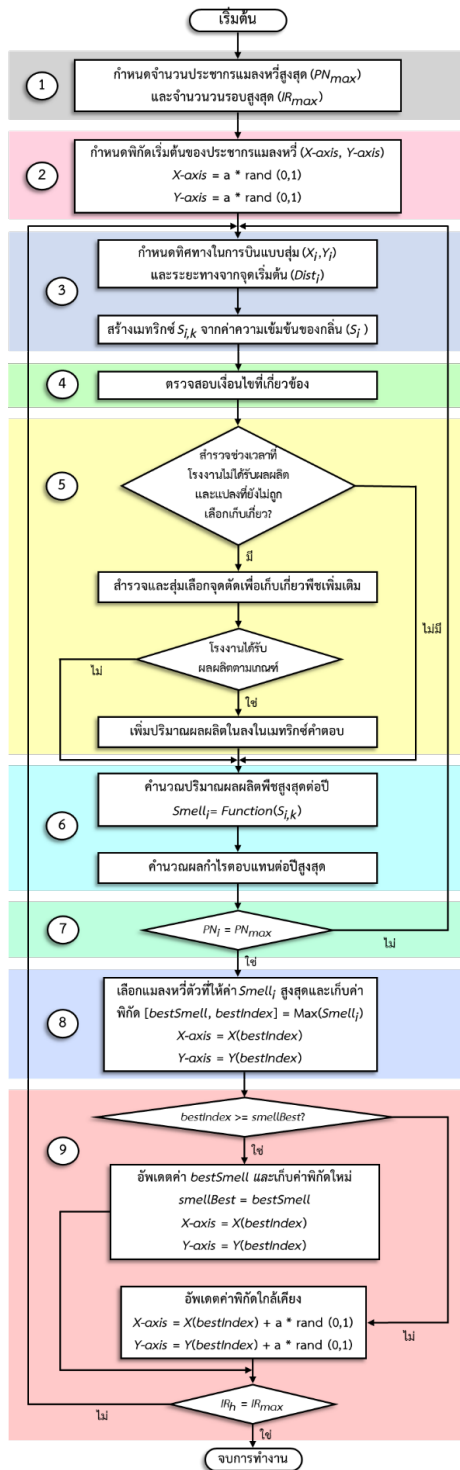 เริ่มต้น
1
กำหนดจำนวนประชากรแมลงหวี่สูงสุด (PNmax)
และจำนวนวนรอบสูงสุด (IRmax)
2
กำหนดพิกัดเริ่มต้นของประชากรแมลงหวี่ (X-axis, Y-axis)
X-axis = a * rand (0,1)
Y-axis = a * rand (0,1)
3
กำหนดทิศทางในการบินแบบสุ่ม (Xi,Yi)
และระยะทางจากจุดเริ่มต้น (Disti)
สร้างเมทริกซ์ Si,k จากค่าความเข้มข้นของกลิ่น (Si )
4
ตรวจสอบเงื่อนไขที่เกี่ยวข้อง
5
สำรวจช่วงเวลาที่
โรงงานไม่ได้รับผลผลิต
และแปลงที่ยังไม่ถูก
เลือกเก็บเกี่ยว?
มี
สำรวจและสุ่มเลือกจุดตัดเพื่อเก็บเกี่ยวพืชเพิ่มเติม
ไม่มี
โรงงานได้รับ
ผลผลิตตามเกณฑ์
ไม่
ใช่
เพิ่มปริมาณผลผลิตในลงในเมทริกซ์คำตอบ
6
คำนวณปริมาณผลผลิตพืชสูงสุดต่อปี
Smelli= Function(Si,k)
คำนวณผลกำไรตอบแทนต่อปีสูงสุด
7
PNi = PNmax
ไม่
ใช่
8
เลือกแมลงหวี่ตัวที่ให้ค่า Smelli สูงสุดและเก็บค่า
พิกัด [bestSmell, bestIndex] = Max(Smelli)
X-axis = X(bestIndex)
Y-axis = Y(bestIndex)
9
bestIndex >= smellBest?
ใช่
อัพเดตค่า bestSmell และเก็บค่าพิกัดใหม่
smellBest = bestSmell
X-axis = X(bestIndex)
Y-axis = Y(bestIndex)
อัพเดตค่าพิกัดใกล้เคียง
X-axis = X(bestIndex) + a * rand (0,1)
Y-axis = Y(bestIndex) + a * rand (0,1)
ไม่
IRh = IRmax
ไม่
ใช่
จบการทำงาน